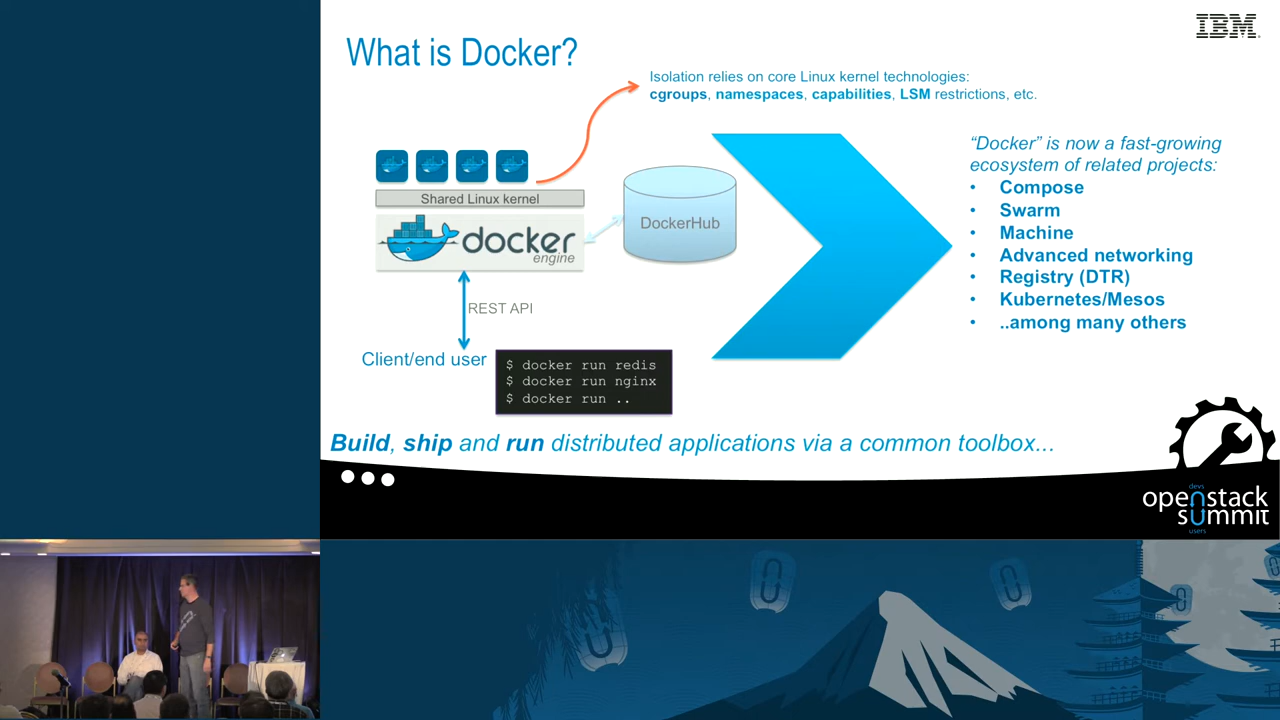 IBM
What is Docker?
Isolation relies on core Linux kernel technologies:
cgroups, namespaces, capabilities, LSM restrictions, etc.
Shared Linux kernel
docker
engine
DockerHub
REST API
Client/end user
$ docker run redis
$ docker run nginx
$ docker run ..
“Docker” is now a fast-growing
ecosystem of related projects:
• Compose
• Swarm
• Machine
• Advanced networking
• Registry (DTR)
• Kubernetes/Mesos
• ..among many others
Build, ship and run distributed applications via a common toolbox...
devs
openstack
summit
users